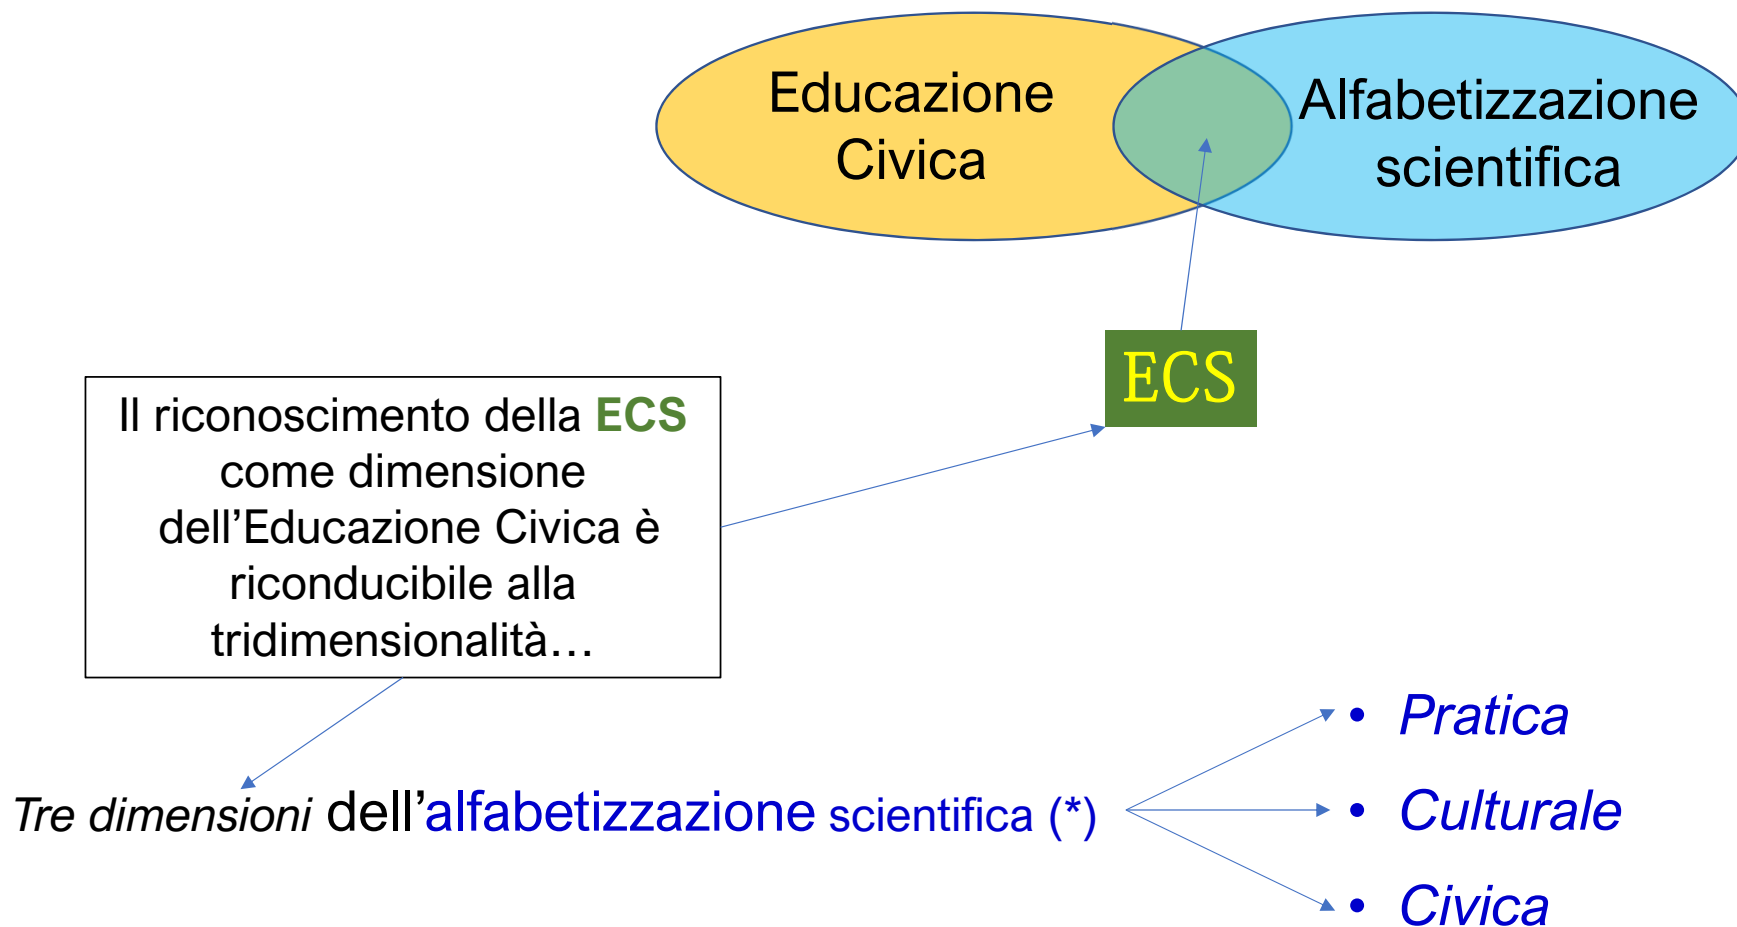 Educazione
Civica
Alfabetizzazione
scientifica
ECS
Il riconoscimento della ECS
come dimensione
dell’Educazione Civica è
riconducibile alla
tridimensionalità…
Tre dimensioni dell’alfabetizzazione scientifica (*)
• Pratica
• Culturale
• Civica